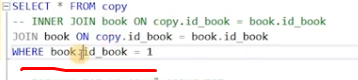 SELECT * FROM copy
-- INNER JOIN book ON copy.id_book = book.id_book
JOIN book ON copy.id_book = book.id_book
WHERE book.id_book = 1